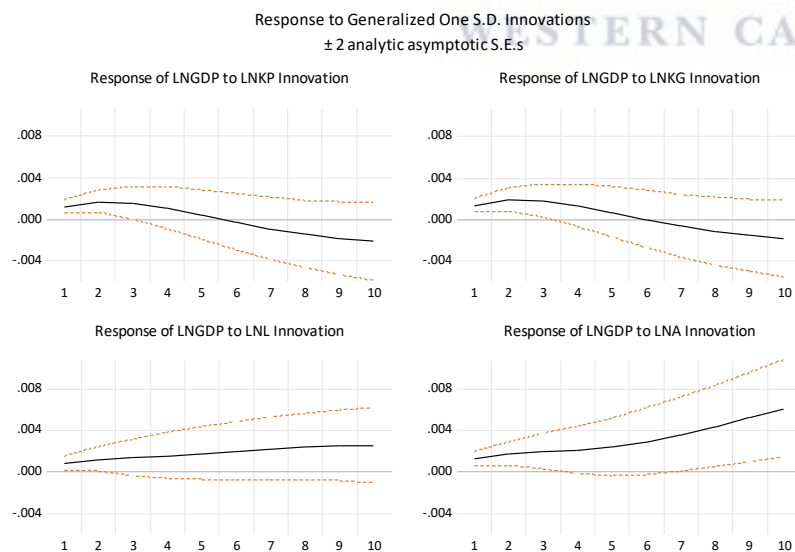 Response to Generalized One S.D. Innovations
± 2 analytic asymptotic S.E.s
WESTERN CA
Response of LNGDP to LNKP Innovation
.008
.004
.000
-.004
1 2 3 4 5 6 7 8 9 10
Response of LNGDP to LNKG Innovation
.008
.004
.000
-.004
1 2 3 4 5 6 7 8 9 10
Response of LNGDP to LNL Innovation
.008
.004
.000
-.004
1 2 3 4 5 6 7 8 9 10
Response of LNGDP to LNA Innovation
.008
.004
.000
-.004
1 2 3 4 5 6 7 8 9 10